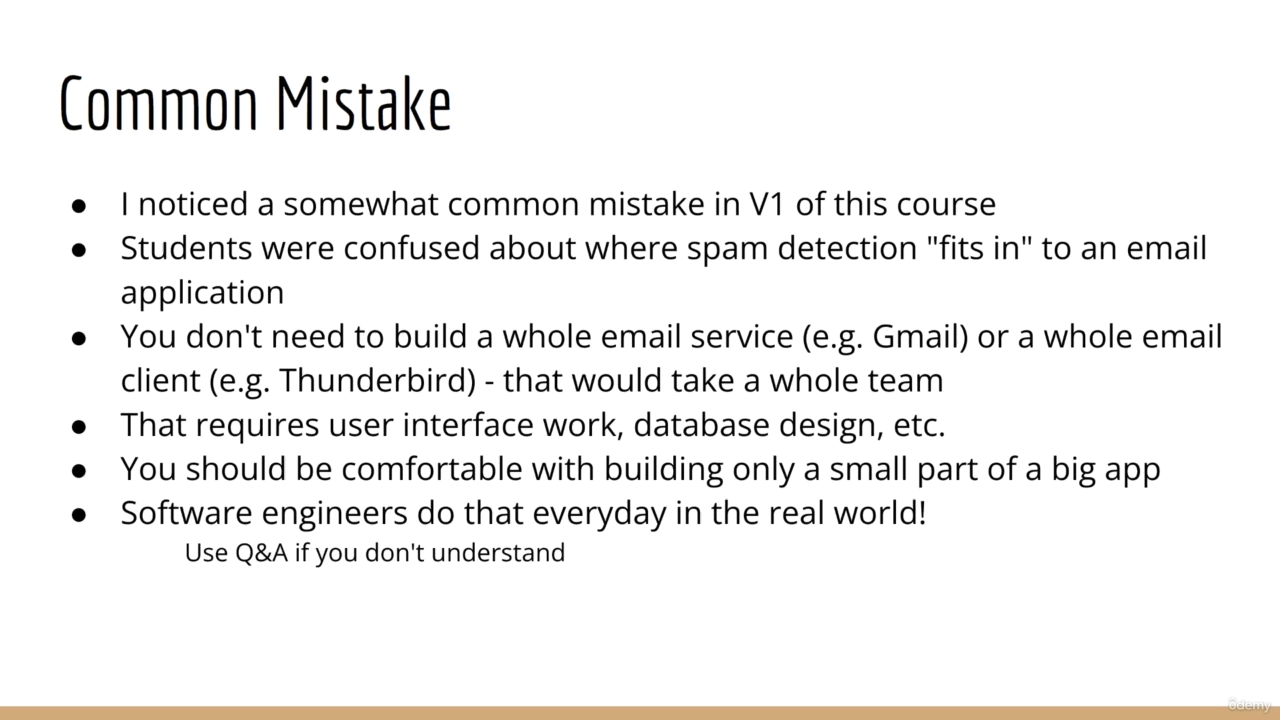 Common Mistake
● I noticed a somewhat common mistake in V1 of this course
● Students were confused about where spam detection "fits in" to an email
application
● You don't need to build a whole email service (e.g. Gmail) or a whole email
client (e.g. Thunderbird) - that would take a whole team
● That requires user interface work, database design, etc.
● You should be comfortable with building only a small part of a big app
● Software engineers do that everyday in the real world!
Use Q&A if you don't understand
ûdemy